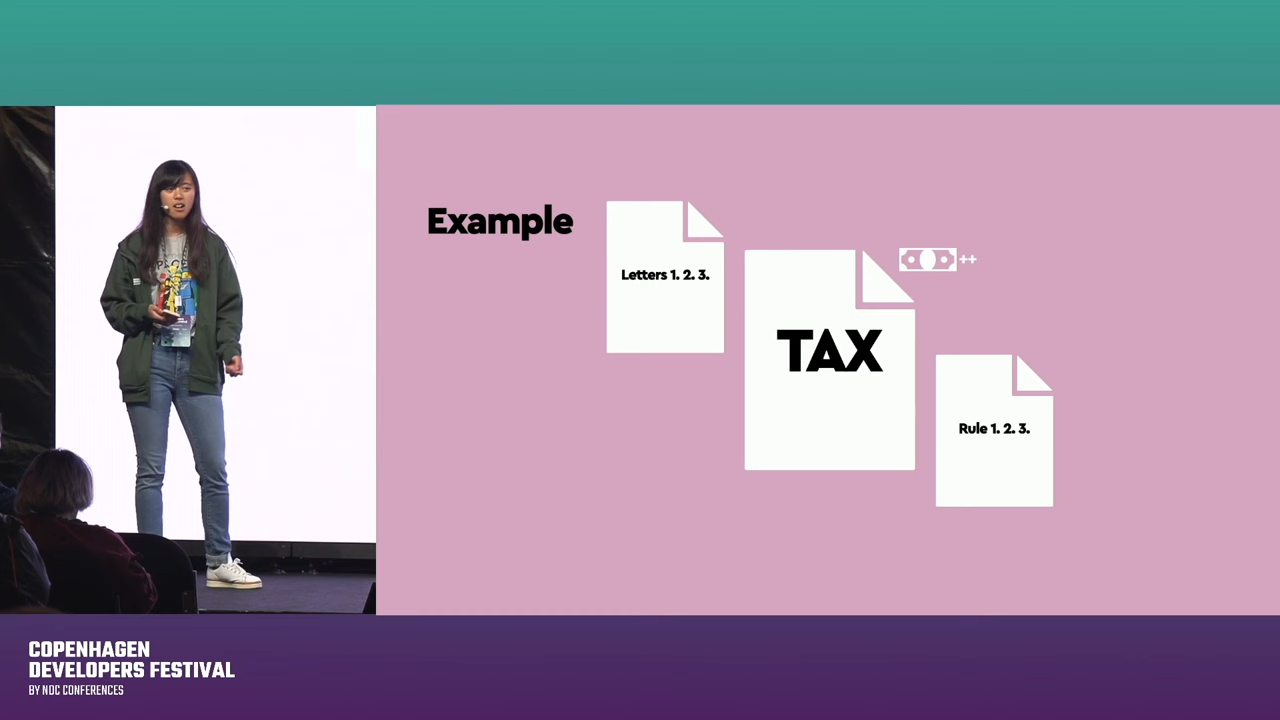 Example
Letters 1. 2. 3.
++
TAX
Rule 1. 2. 3.
COPENHAGEN
DEVELOPERS FESTIVAL
BY NDC CONFERENCES